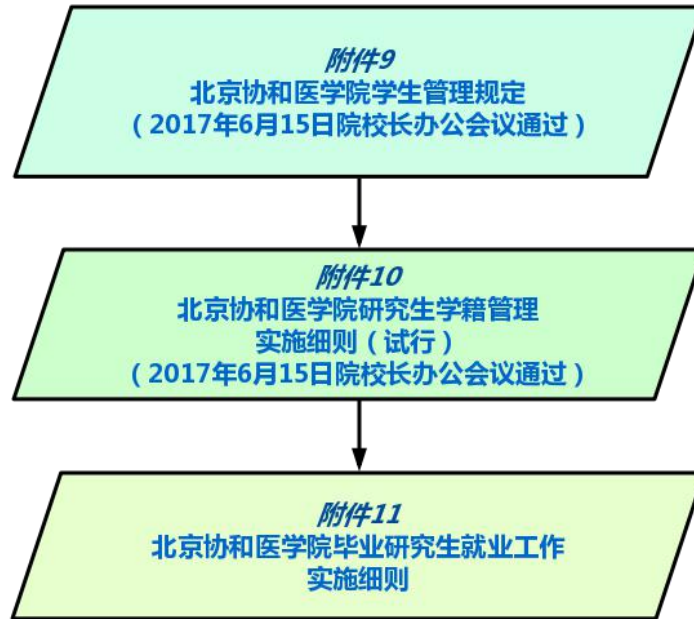 附件9
北京协和医学院学生管理规定
（2017年6月15日院校长办公会议通过）
附件10
北京协和医学院研究生学籍管理
实施细则（试行）
（2017年6月15日院校长办公会议通过）
附件11
北京协和医学院毕业研究生就业工作
实施细则